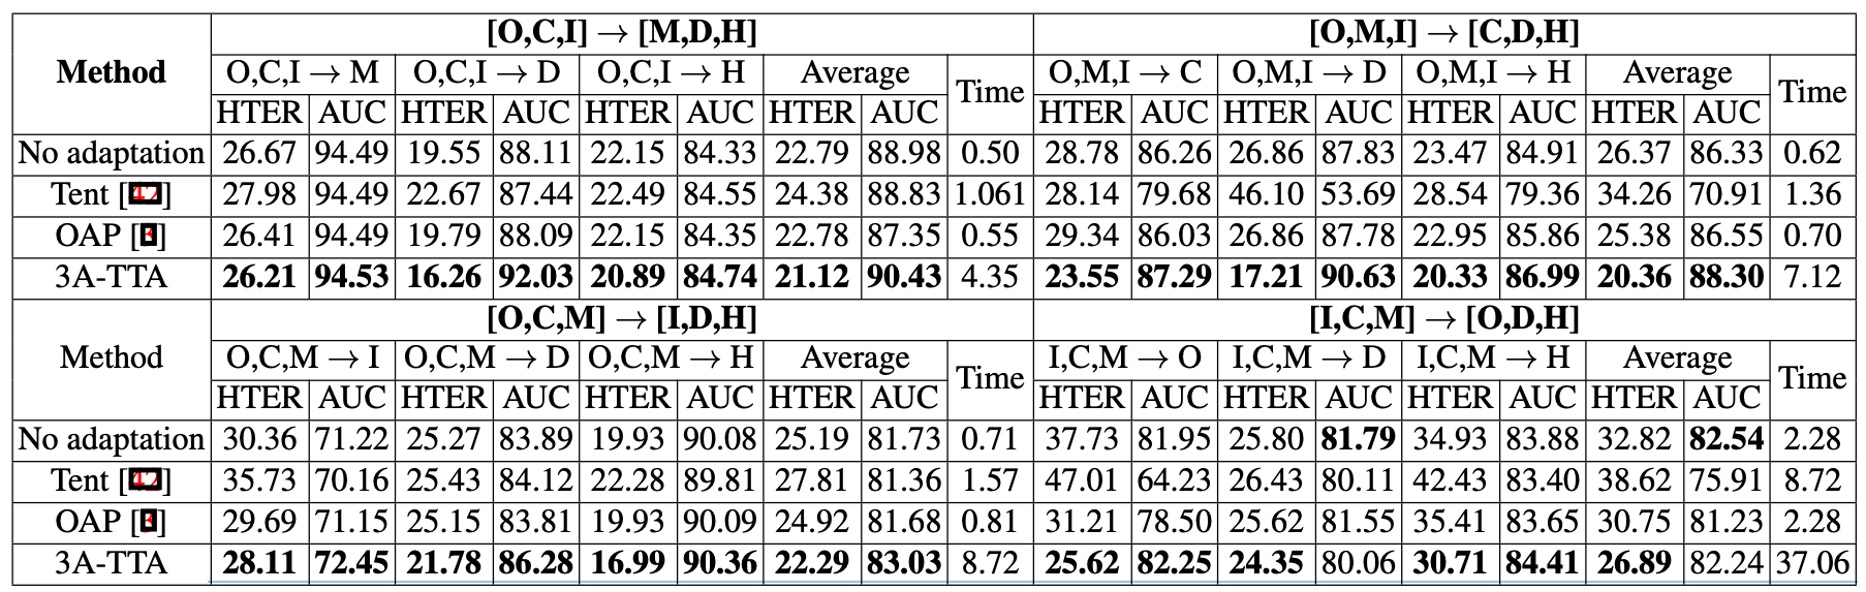 Method [O,C,I] → [M,D,H] [O,M,I] → [C,D,H]
O,C,I → M O,C,I → D O,C,I → H Average Time O,M,I → C O,M,I → D O,M,I → H Average Time
HTER AUC HTER AUC HTER AUC HTER AUC HTER AUC HTER AUC HTER AUC HTER AUC
No adaptation 26.67 94.49 19.55 88.11 22.15 84.33 22.79 88.98 0.50 28.78 86.26 26.86 87.83 23.47 84.91 26.37 86.33 0.62
Tent [42] 27.98 94.49 22.67 87.44 22.49 84.55 24.38 88.83 1.061 28.14 79.68 46.10 53.69 28.54 79.36 34.26 70.91 1.36
OAP [] 26.41 94.49 19.79 88.09 22.15 84.35 22.78 87.35 0.55 29.34 86.03 26.86 87.78 22.95 85.86 25.38 86.55 0.70
3A-TTA 26.21 94.53 16.26 92.03 20.89 84.74 21.12 90.43 4.35 23.55 87.29 17.21 90.63 20.33 86.99 20.36 88.30 7.12
Method [O,C,M] → [I,D,H] [I,C,M] → [O,D,H]
O,C,M → I O,C,M → D O,C,M → H Average Time I,C,M → O I,C,M → D I,C,M → H Average Time
HTER AUC HTER AUC HTER AUC HTER AUC HTER AUC HTER AUC HTER AUC HTER AUC
No adaptation 30.36 71.22 25.27 83.89 19.93 90.08 25.19 81.73 0.71 37.73 81.95 25.80 81.79 34.93 83.88 32.82 82.54 2.28
Tent [42] 35.73 70.16 25.43 84.12 22.28 89.81 27.81 81.36 1.57 47.01 64.23 26.43 80.11 42.43 83.40 38.62 75.91 8.72
OAP [] 29.69 71.15 25.15 83.81 19.93 90.09 24.92 81.68 0.81 31.21 78.50 25.62 81.55 35.41 83.65 30.75 81.23 2.28
3A-TTA 28.11 72.45 21.78 86.28 16.99 90.36 22.29 83.03 8.72 25.62 82.25 24.35 80.06 30.71 84.41 26.89 82.24 37.06